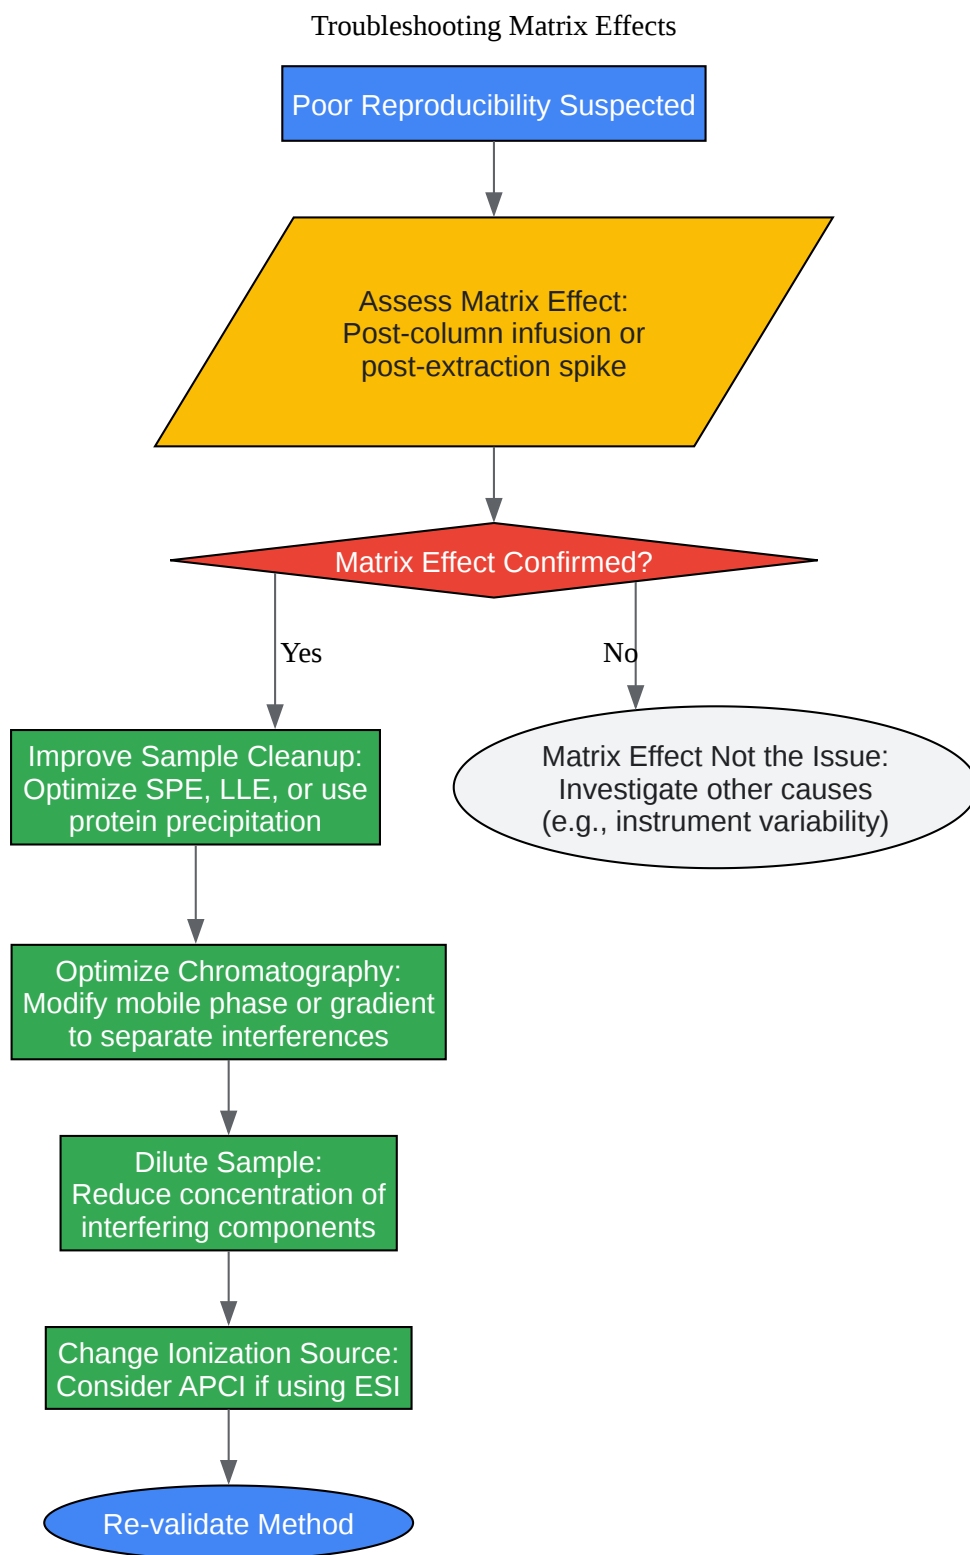 Troubleshooting Matrix Effects
Poor Reproducibility Suspected
Assess Matrix Effect:
Post-column infusion or
post-extraction spike
Matrix Effect Confirmed?
Yes
No
Improve Sample Cleanup:
Optimize SPE, LLE, or use
protein precipitation
Matrix Effect Not the Issue:
Investigate other causes
(e.g., instrument variability)
Optimize Chromatography:
Modify mobile phase or gradient
to separate interferences
Dilute Sample:
Reduce concentration of
interfering components
Change Ionization Source:
Consider APCI if using ESI
Re-validate Method